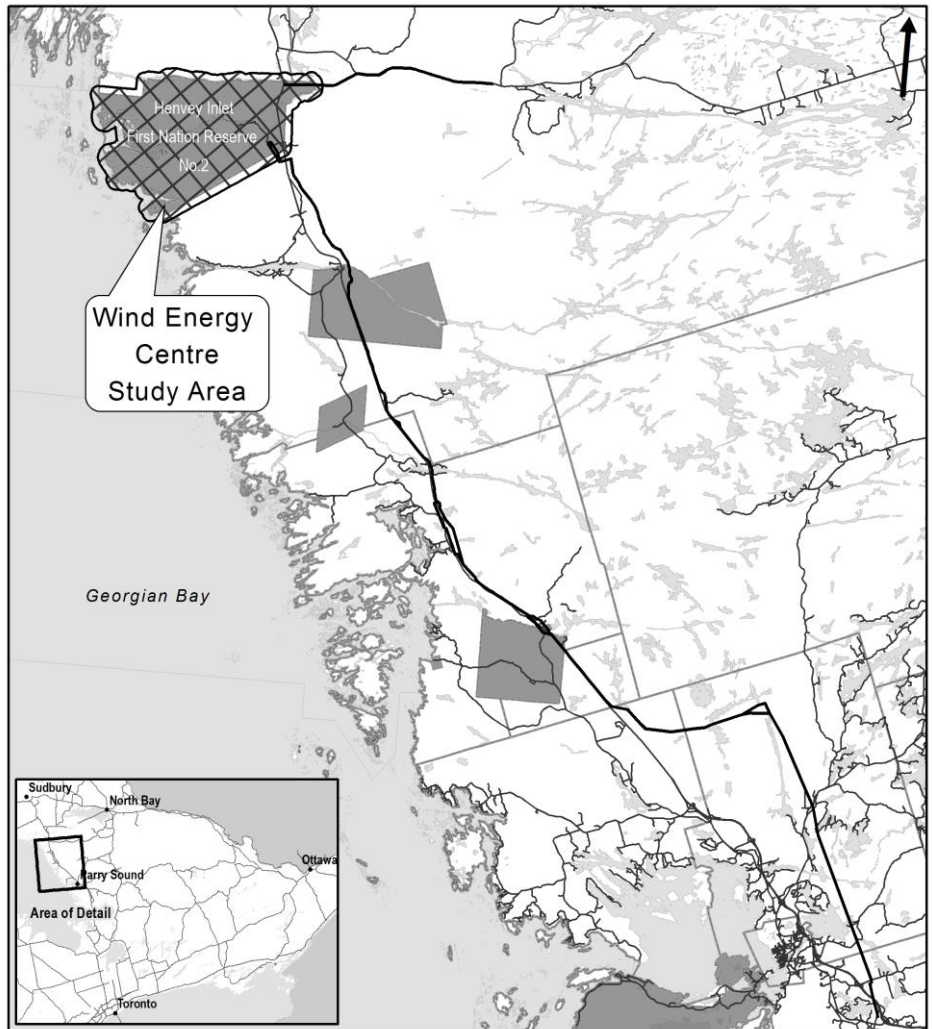 Henvey Inlet
First Nation Reserve
No.2
Wind Energy
Centre
Study Area
Georgian Bay
Sudbury
North Bay
Ottawa
Parry Sound
Area of Detail
Toronto